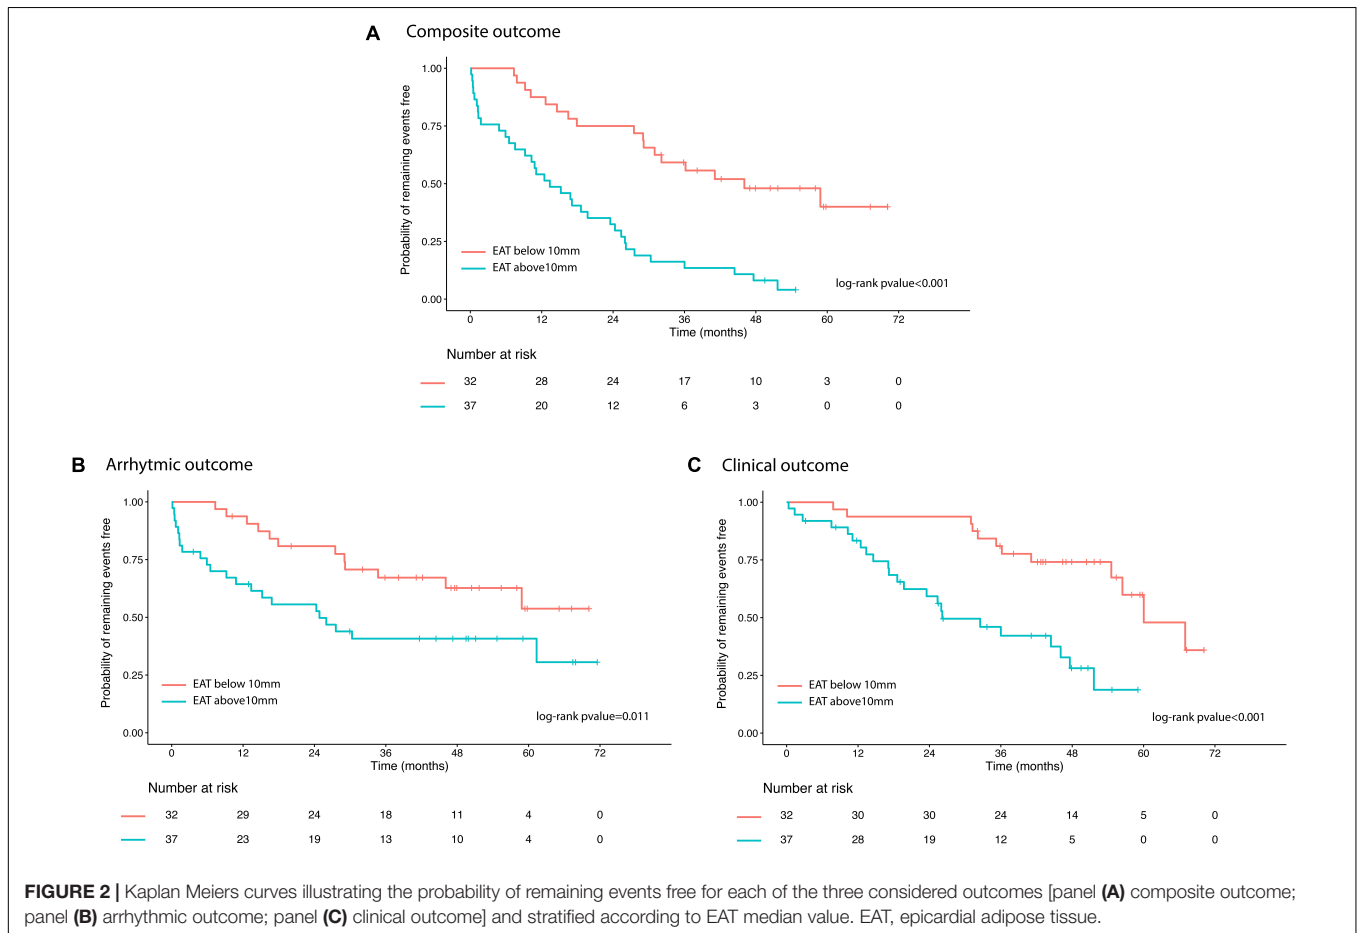 A Composite outcome
Probability of remaining events free
1.00
0.75
0.50
0.25
0.00
EAT below 10mm
EAT above10mm
log-rank pvalue<0.001
0 12 24 36 48 60 72
Time (months)
Number at risk
32 28 24 17 10 3 0
37 20 12 6 3 0 0
B Arrhytmic outcome
Probability of remaining events free
1.00
0.75
0.50
0.25
0.00
EAT below 10mm
EAT above10mm
log-rank pvalue=0.011
0 12 24 36 48 60 72
Time (months)
Number at risk
32 29 24 18 11 4 0
37 23 19 13 10 4 0
C Clinical outcome
Probability of remaining events free
1.00
0.75
0.50
0.25
0.00
EAT below 10mm
EAT above10mm
log-rank pvalue<0.001
0 12 24 36 48 60 72
Time (months)
Number at risk
32 30 30 24 14 5 0
37 28 19 12 5 0 0
FIGURE 2 | Kaplan Meiers curves illustrating the probability of remaining events free for each of the three considered outcomes [panel (A) composite outcome;
panel (B) arrhythmic outcome; panel (C) clinical outcome] and stratified according to EAT median value. EAT, epicardial adipose tissue.